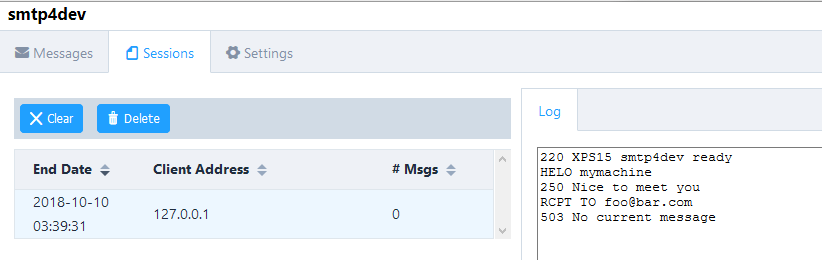 smtp4dev
Messages Sessions Settings
Clear Delete
End Date Client Address # Msgs
2018-10-10
03:39:31 127.0.0.1 0
Log
220 XPS15 smtp4dev ready
HELO mymachine
250 Nice to meet you
RCPT TO foo@bar.com
503 No current message